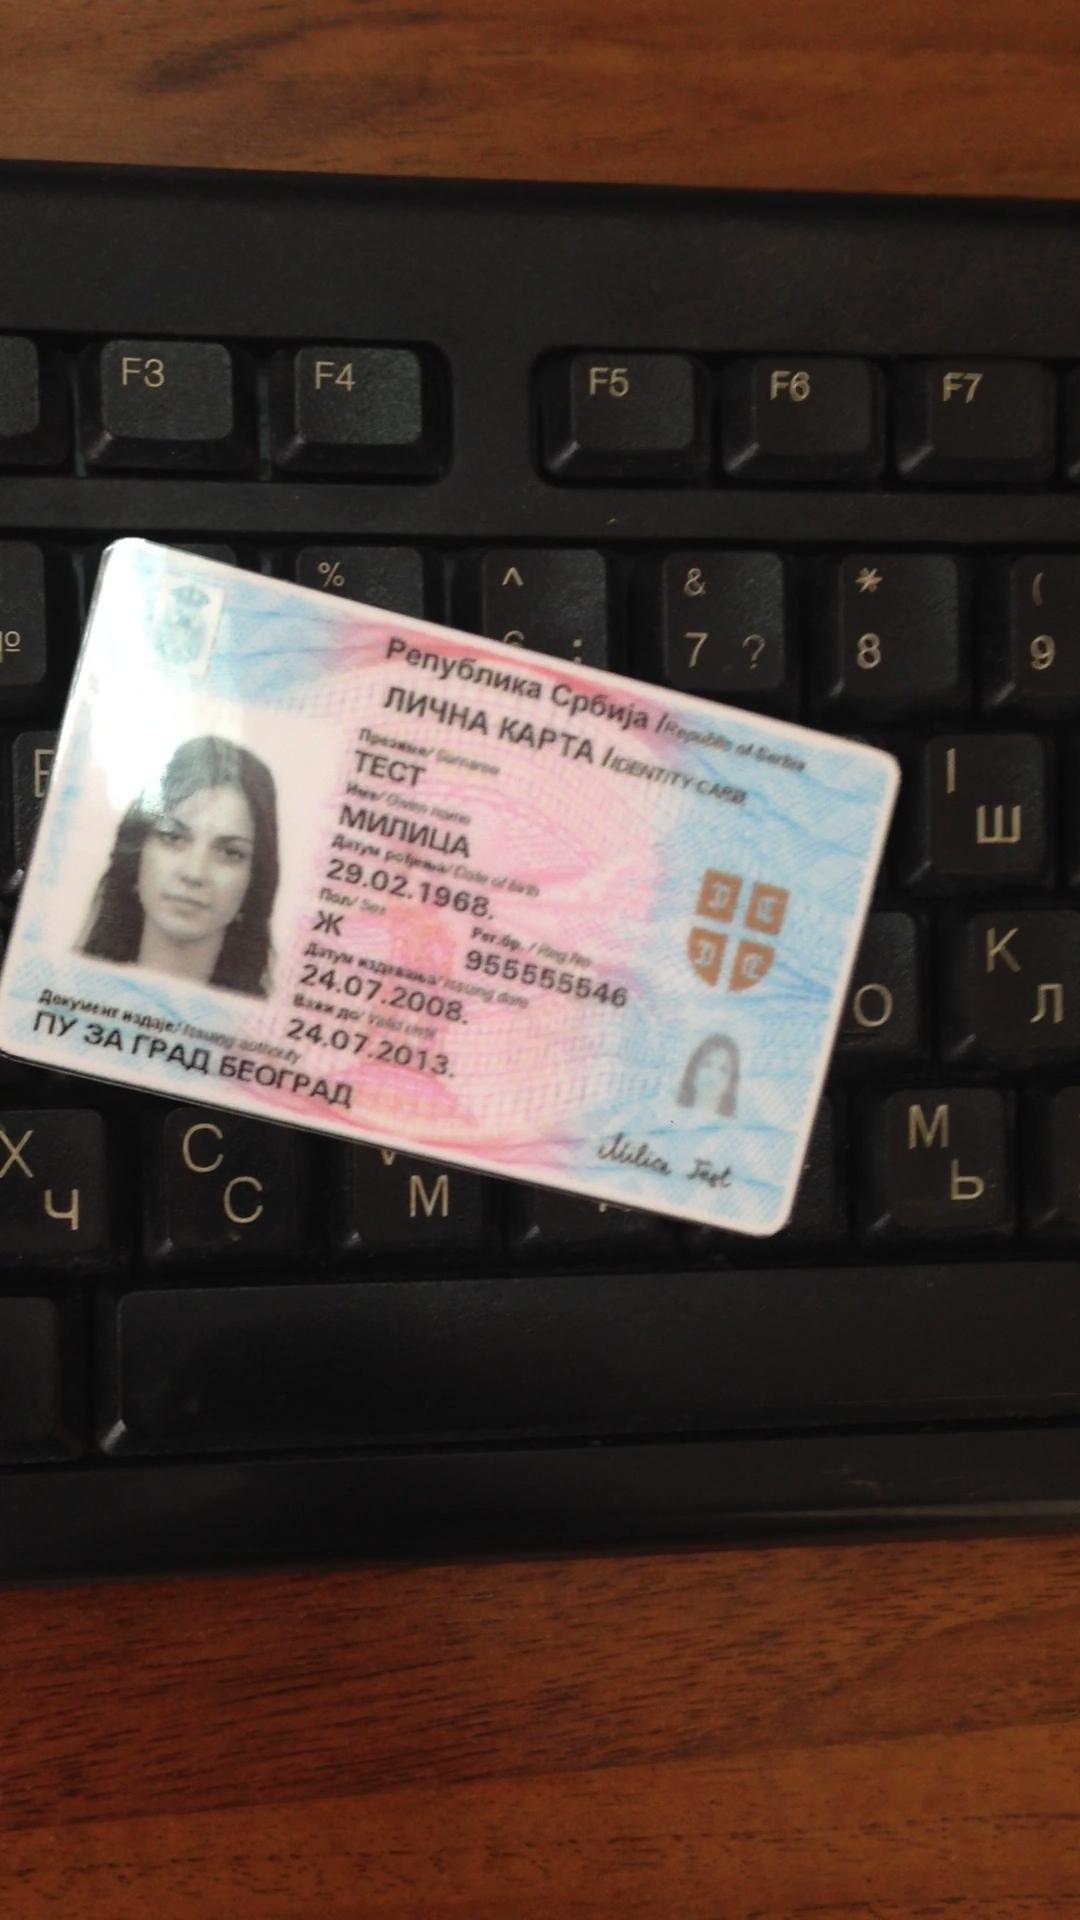 F3 F4 F5 F6 F7
% ^ & * (
7 ? 8 9
Република Србија /Republic of Serbia
ЛИЧНА КАРТА /IDENTITY CARD
Презиме/ Surname
ТЕСТ
Име/ Given name
МИЛИЦА
Датум рођења/ Date of birth
29.02.1968.
Пол/ Sex
Ж
Рег.бр. / Reg.No
955555546
Датум издавања/ Issuing date
24.07.2008.
Важи до/ Valid until
24.07.2013.
Документ издаје/ Issuing authority
ПУ ЗА ГРАД БЕОГРАД
Milica Test
I
Ш
О
K
Л
X
Ч
C
С
М
M
Ь